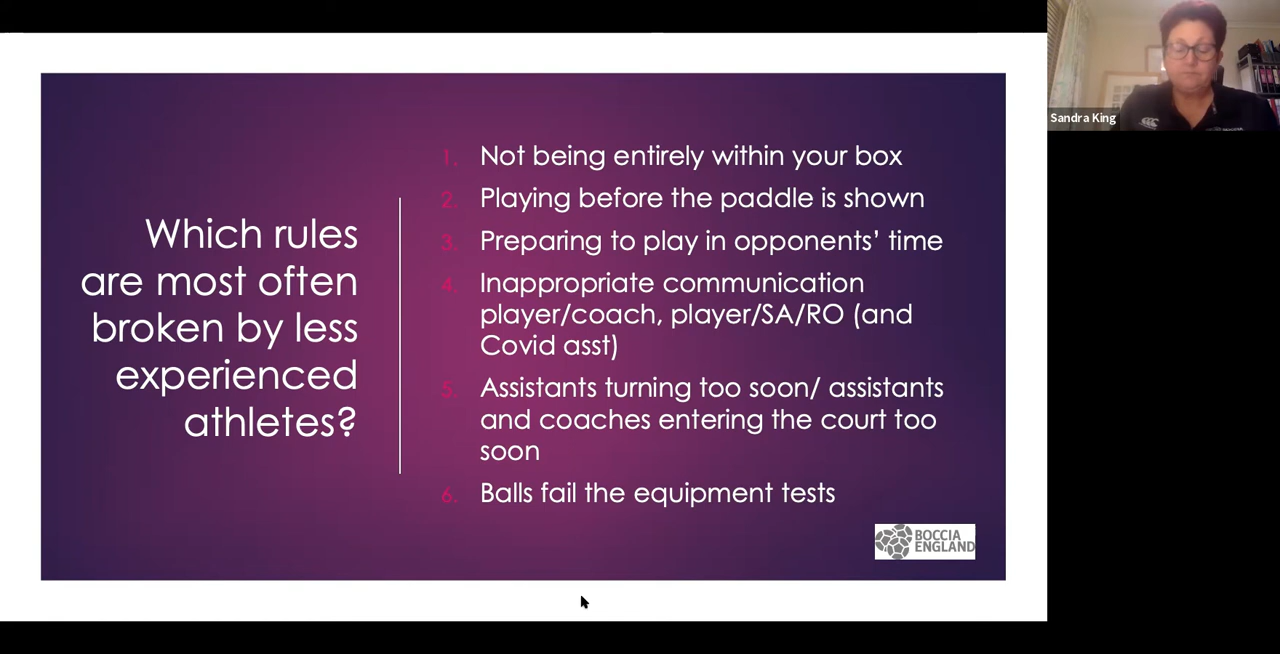 Sandra King
Which rules
are most often
broken by less
experienced
athletes?
1. Not being entirely within your box
2. Playing before the paddle is shown
3. Preparing to play in opponents’ time
4. Inappropriate communication
player/coach, player/SA/RO (and
Covid asst)
5. Assistants turning too soon/ assistants
and coaches entering the court too
soon
6. Balls fail the equipment tests
BOCCIA
ENGLAND